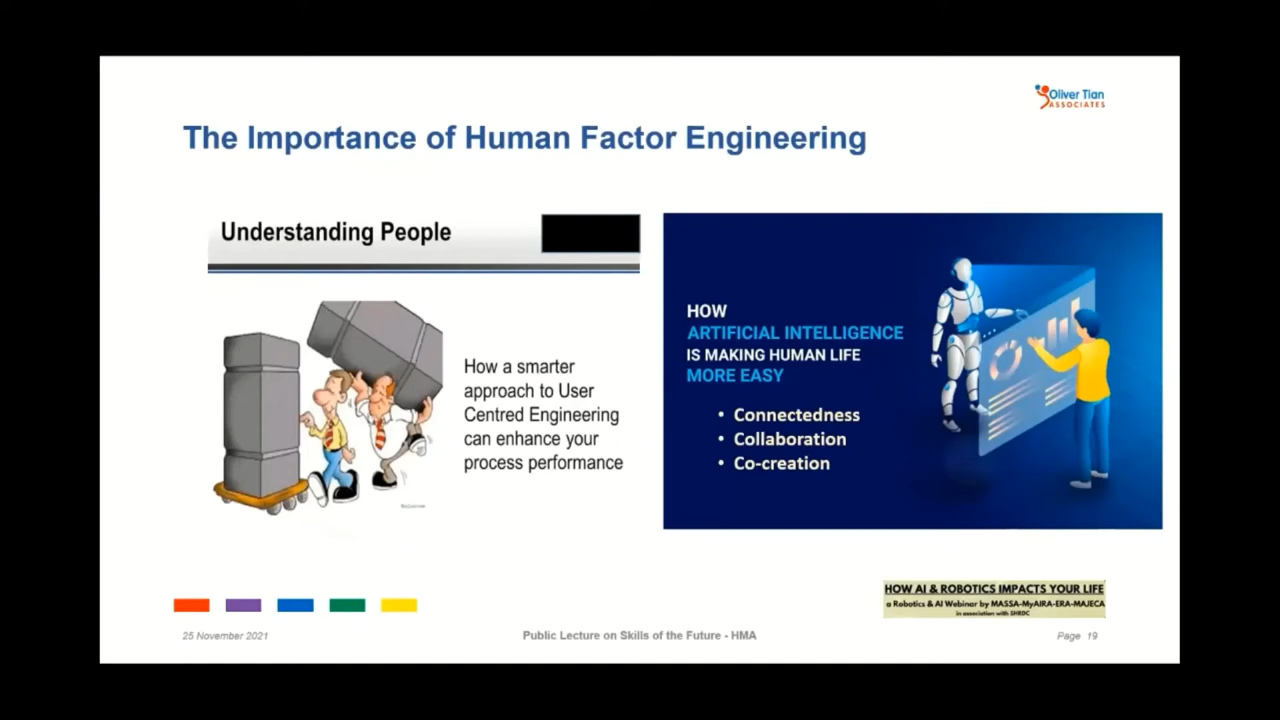 Oliver Tian
ASSOCIATES
The Importance of Human Factor Engineering
Understanding People
How a smarter
approach to User
Centred Engineering
can enhance your
process performance
HOW
ARTIFICIAL INTELLIGENCE
IS MAKING HUMAN LIFE
MORE EASY
• Connectedness
• Collaboration
• Co-creation
HOW AI & ROBOTICS IMPACTS YOUR LIFE
a Robotics & AI Webinar by MASSA-MyAIRA-ERA-MAJECA
in association with SHRDC
25 November 2021
Public Lecture on Skills of the Future - HMA
Page 19